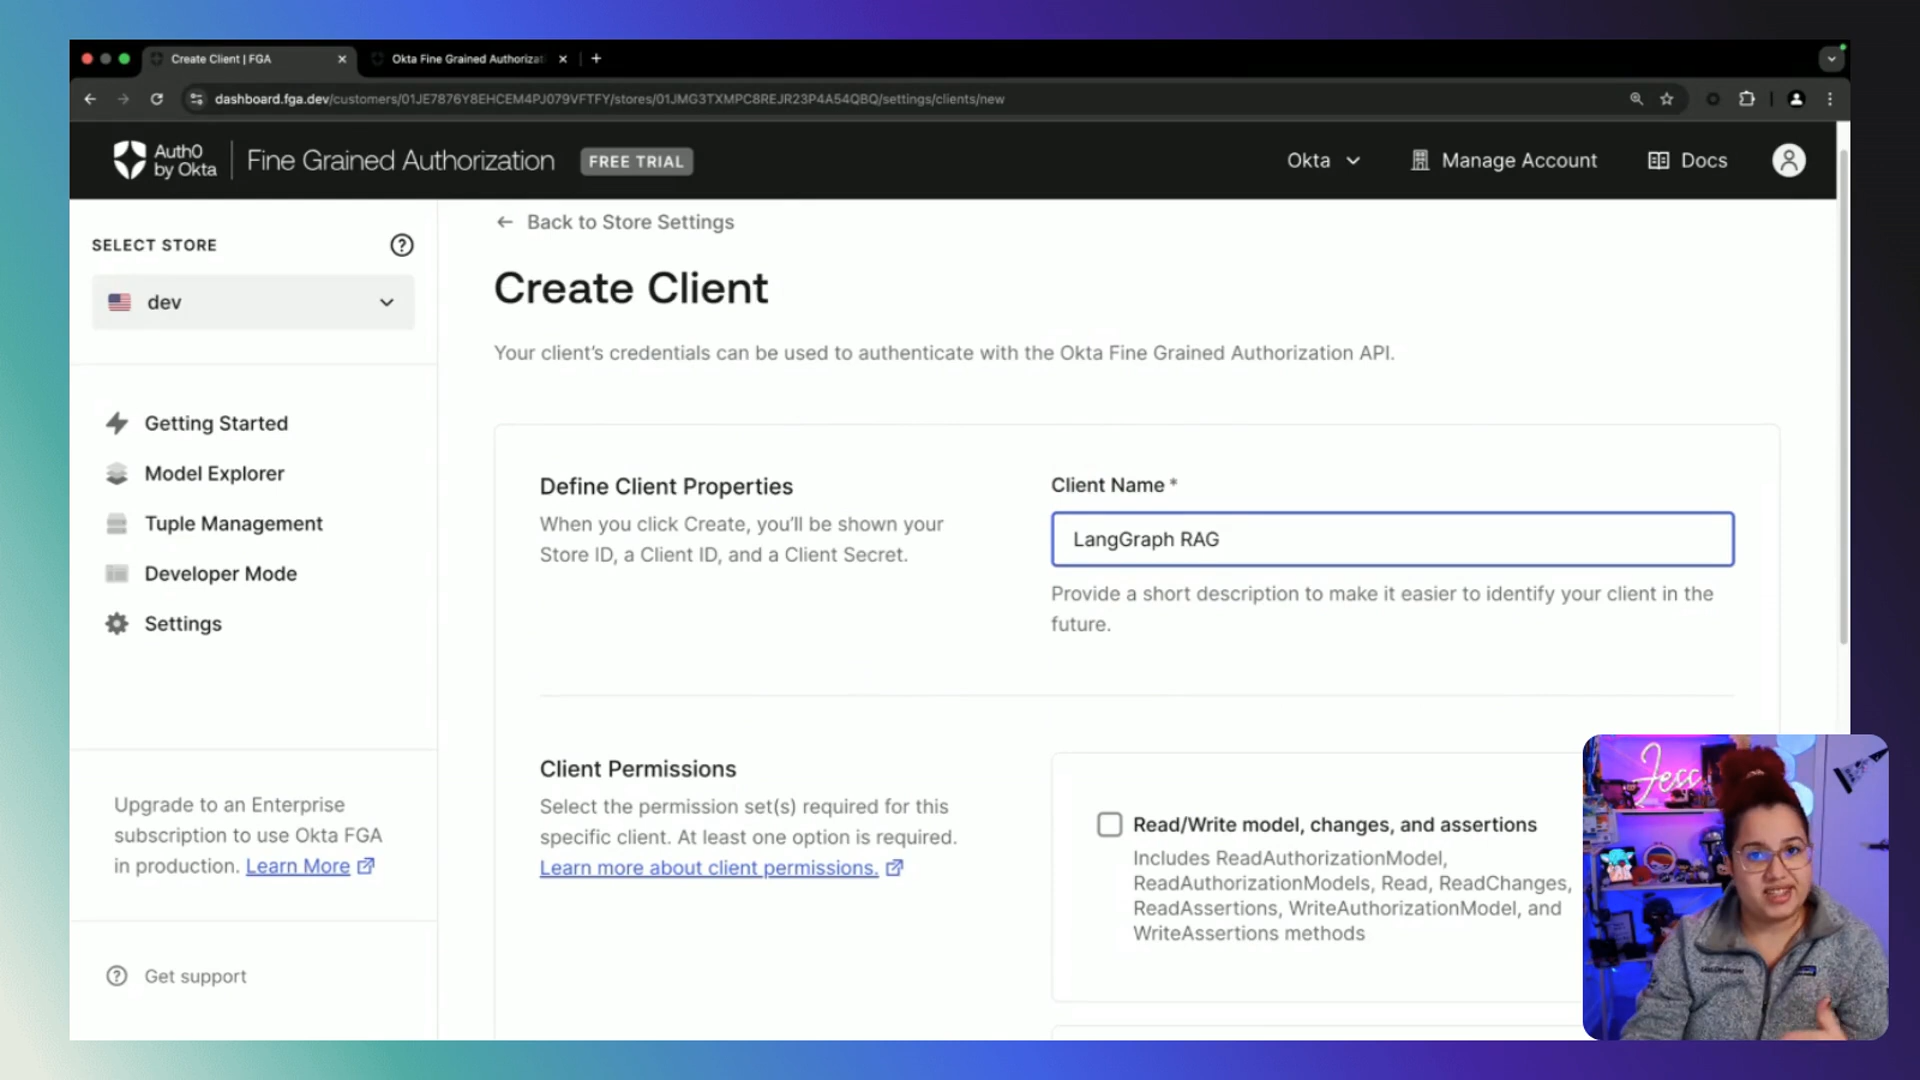 Create Client | FGA
Okta Fine Grained Authorizat
dashboard.fga.dev/customers/01JE7876Y8EHCEM4PJ079VFTFY/stores/01JMG3TXMPC8REJR23P4A54QBQ/settings/clients/new
Auth0
by Okta
Fine Grained Authorization
FREE TRIAL
Okta
Manage Account
Docs
SELECT STORE
dev
Getting Started
Model Explorer
Tuple Management
Developer Mode
Settings
Upgrade to an Enterprise
subscription to use Okta FGA
in production. Learn More
Get support
Back to Store Settings
Create Client
Your client's credentials can be used to authenticate with the Okta Fine Grained Authorization API.
Define Client Properties
When you click Create, you'll be shown your
Store ID, a Client ID, and a Client Secret.
Client Name *
LangGraph RAG
Provide a short description to make it easier to identify your client in the
future.
Client Permissions
Select the permission set(s) required for this
specific client. At least one option is required.
Learn more about client permissions.
Read/Write model, changes, and assertions
Includes ReadAuthorizationModel,
ReadAuthorizationModels, Read, ReadChanges,
ReadAssertions, WriteAuthorizationModel, and
WriteAssertions methods
Jess